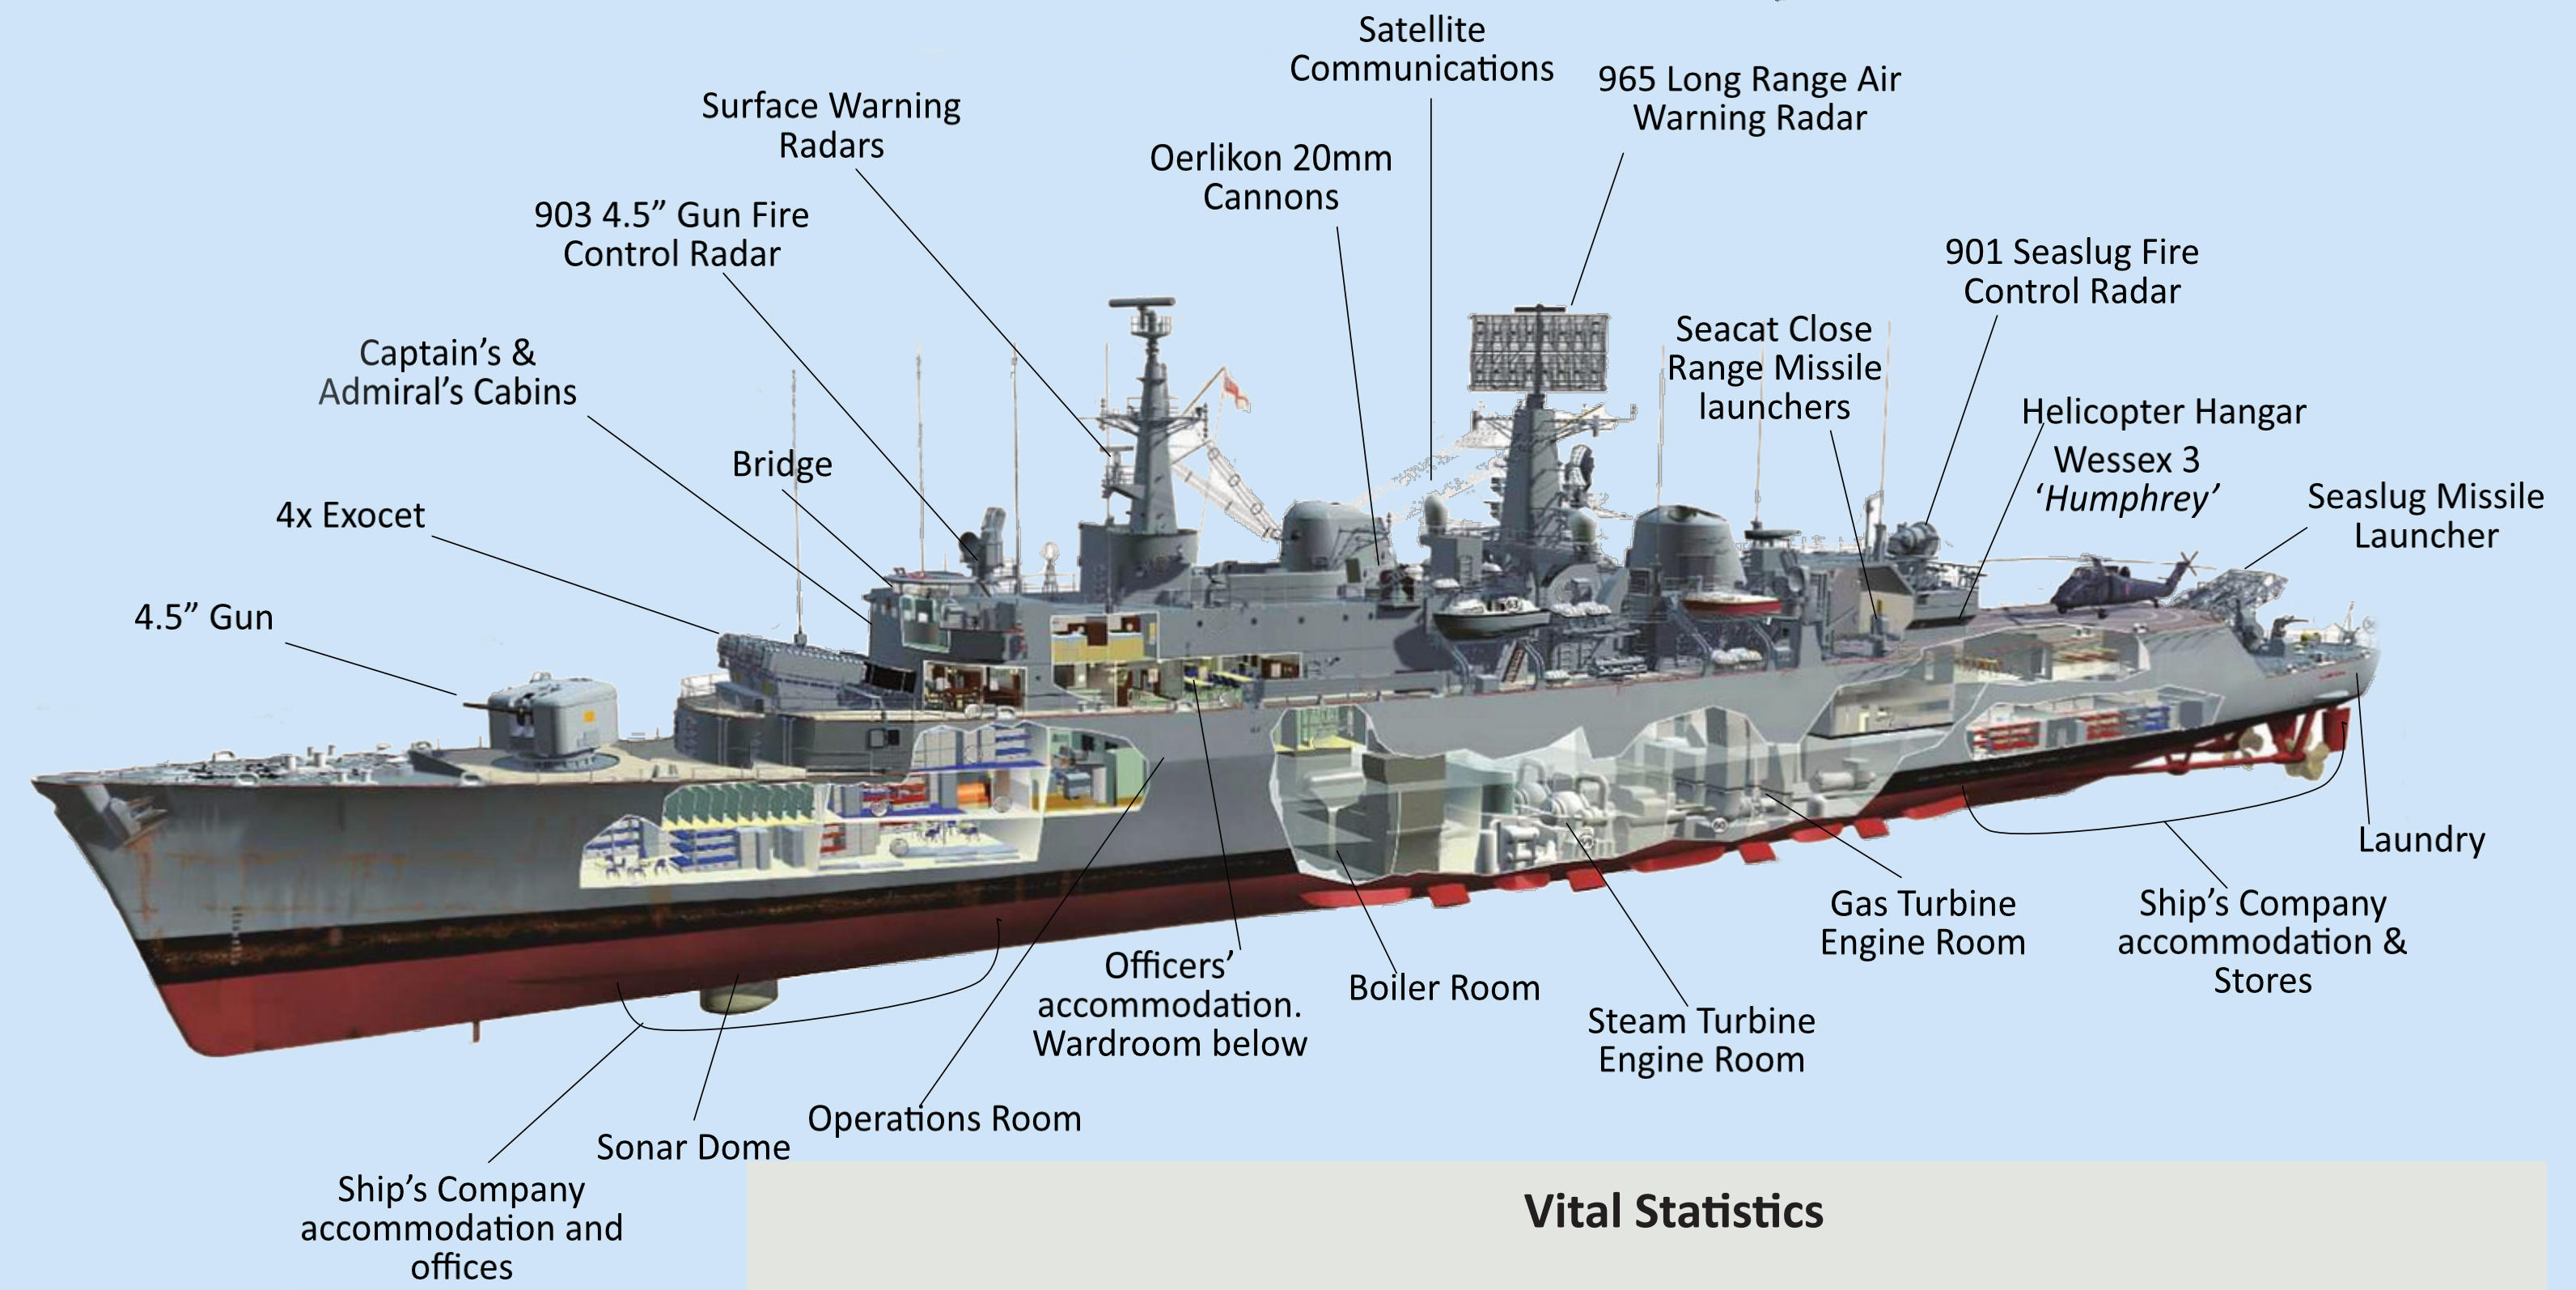 Satellite
Communications
965 Long Range Air
Warning Radar
Surface Warning
Radars
Oerlikon 20mm
Cannons
903 4.5” Gun Fire
Control Radar
901 Seaslug Fire
Control Radar
Captain’s &
Admiral’s Cabins
Seacat Close
Range Missile
launchers
Helicopter Hangar
Wessex 3
‘Humphrey’
Bridge
Seaslug Missile
Launcher
4x Exocet
4.5” Gun
Laundry
Gas Turbine
Engine Room
Ship’s Company
accommodation &
Stores
Officers’
accommodation.
Wardroom below
Boiler Room
Steam Turbine
Engine Room
Operations Room
Sonar Dome
Ship’s Company
accommodation and
offices
Vital Statistics